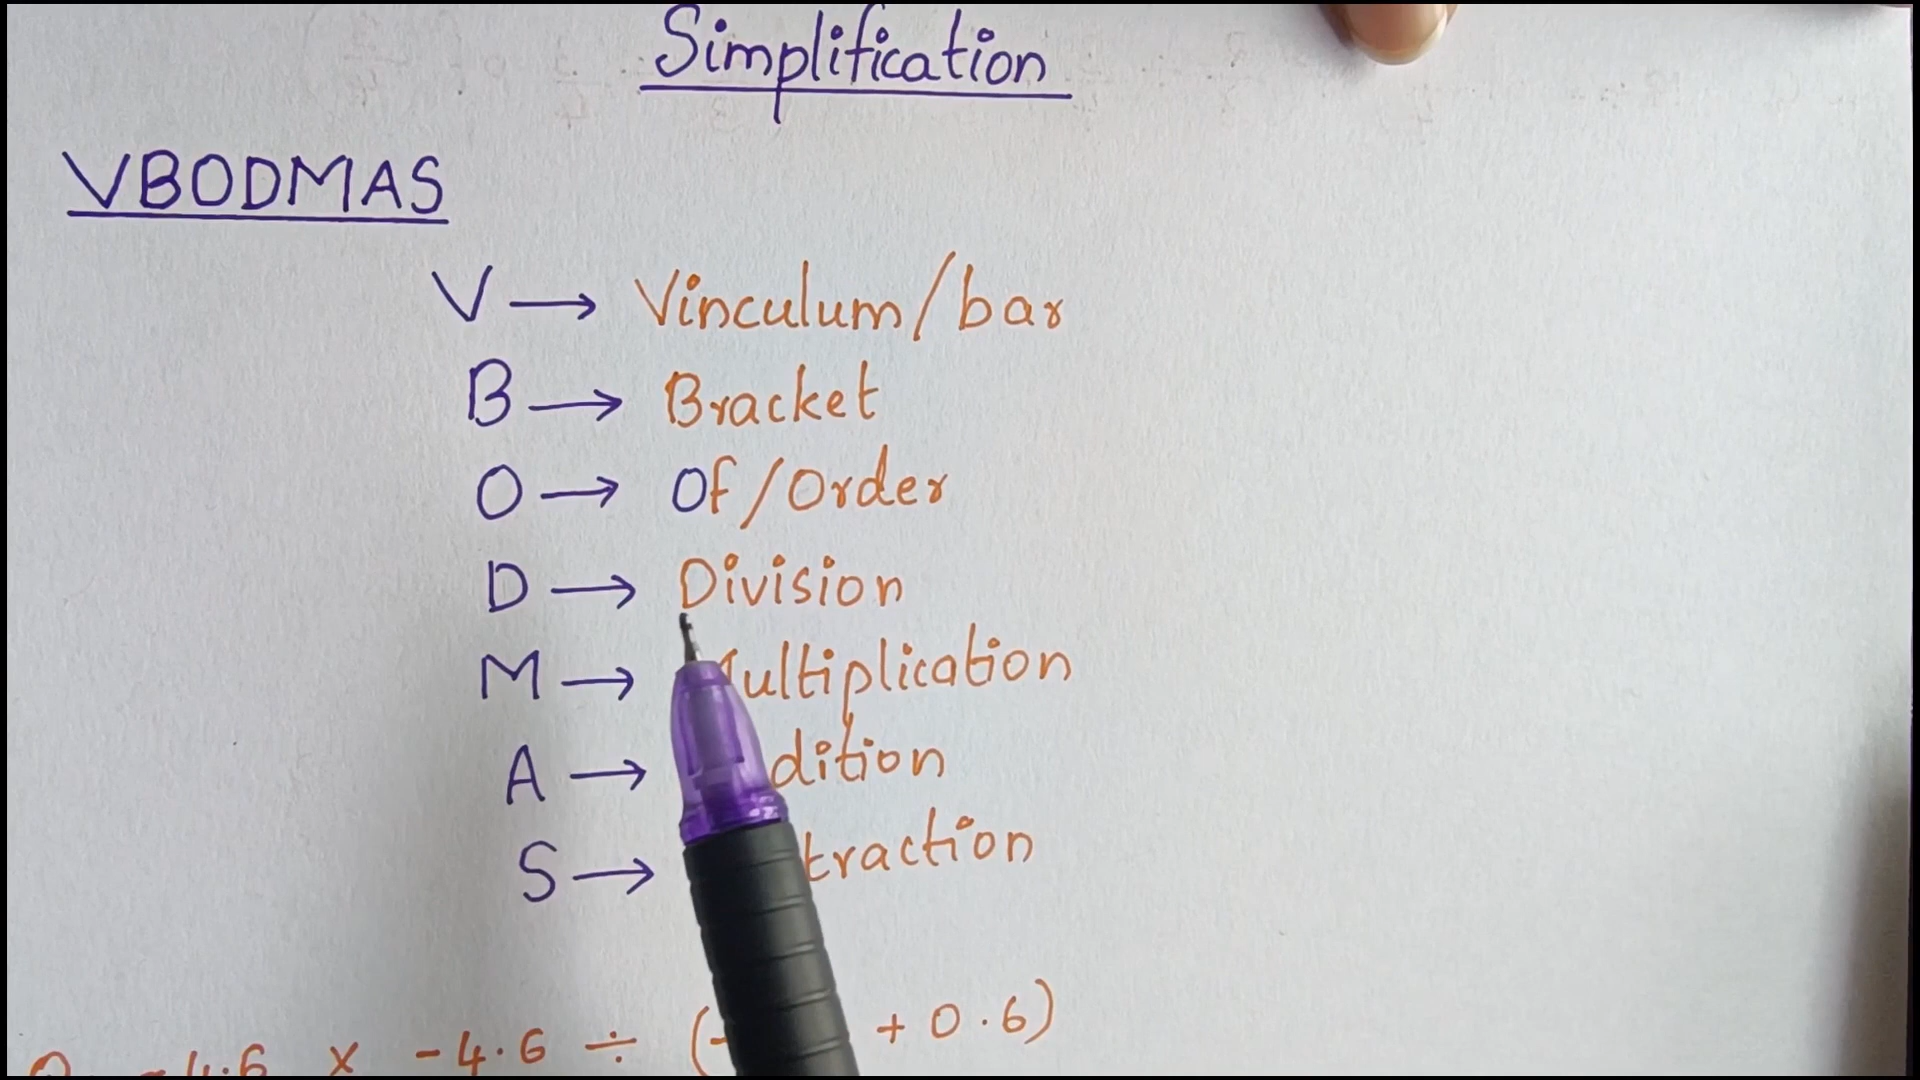 Simplification
VBODMAS
V → Vinculum/bar
B → Bracket
O → Of/Order
D → Division
M → ultiplication
A → dition
S → traction
-4.6 x -4.6 ÷ (- + 0.6)